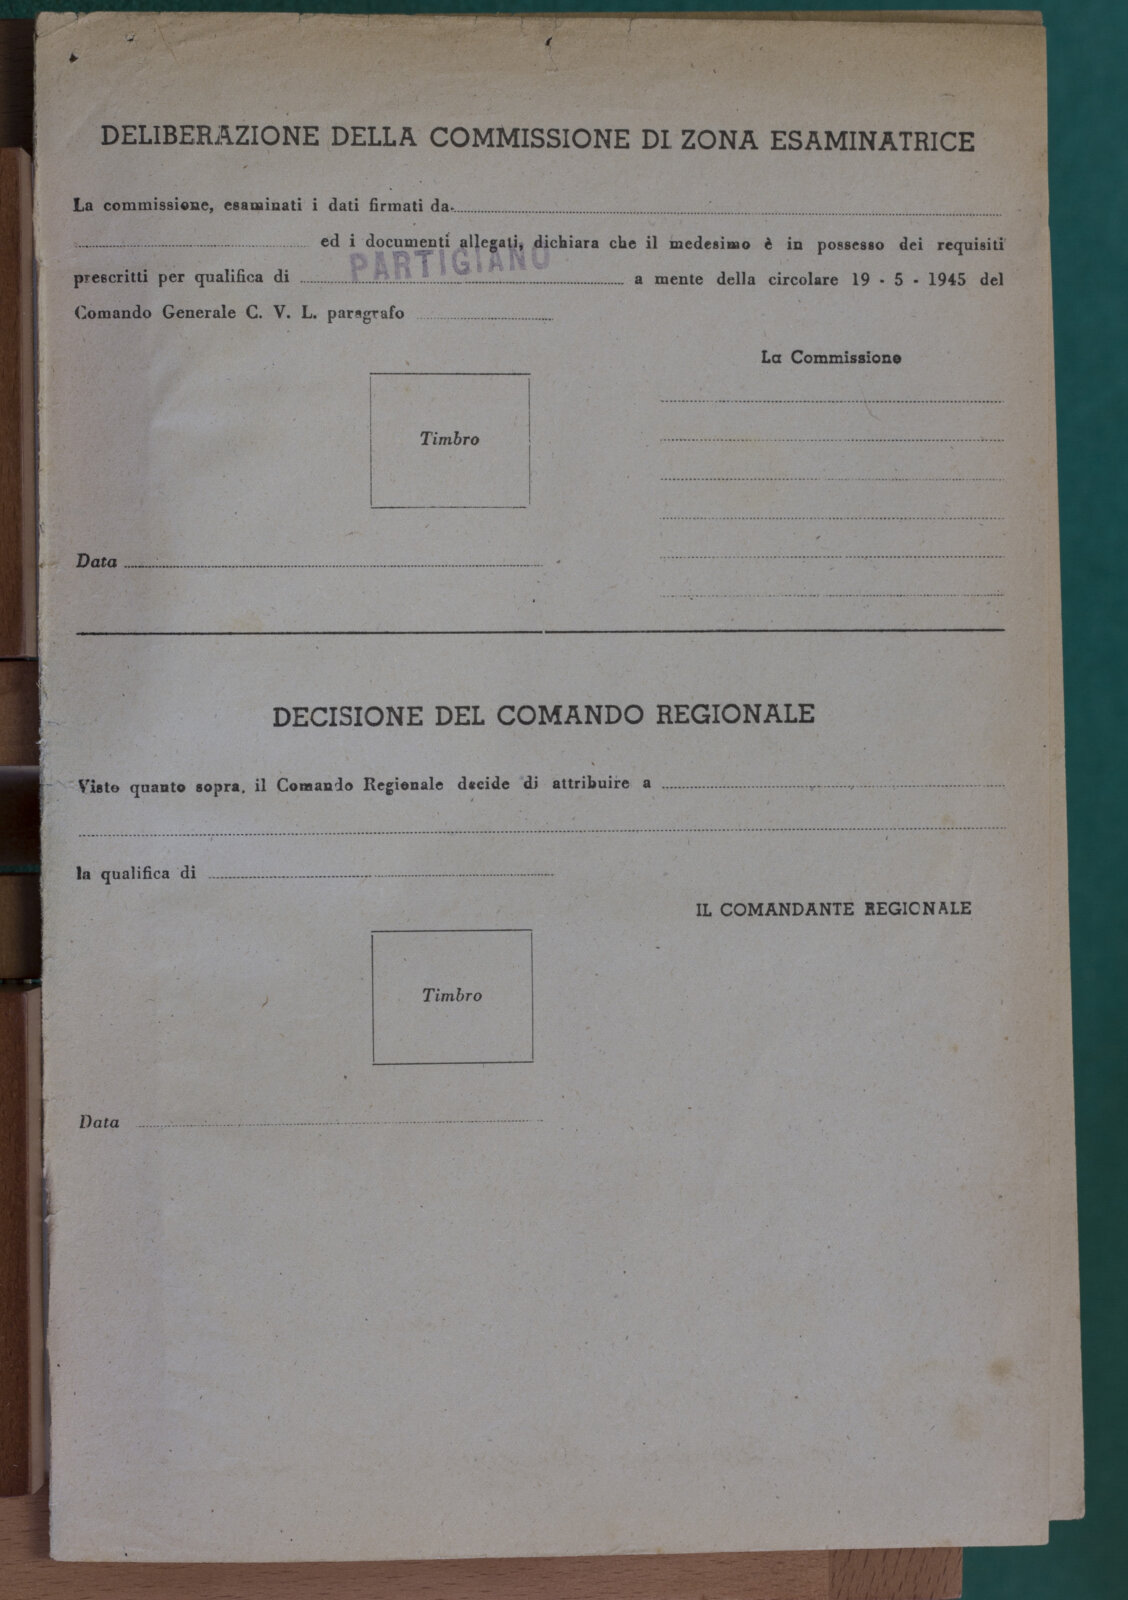 DELIBERAZIONE DELLA COMMISSIONE DI ZONA ESAMINATRICE
La commissione, esaminati i dati firmati da
ed i documenti allegati, dichiara che il medesimo è in possesso dei requisiti
prescritti per qualifica di PARTIGIANO a mente della circolare 19 - 5 - 1945 del
Comando Generale C. V. L. paragrafo
La Commissione
Timbro
Data
DECISIONE DEL COMANDO REGIONALE
Visto quanto sopra, il Comando Regionale decide di attribuire a
la qualifica di
IL COMANDANTE REGIONALE
Timbro
Data